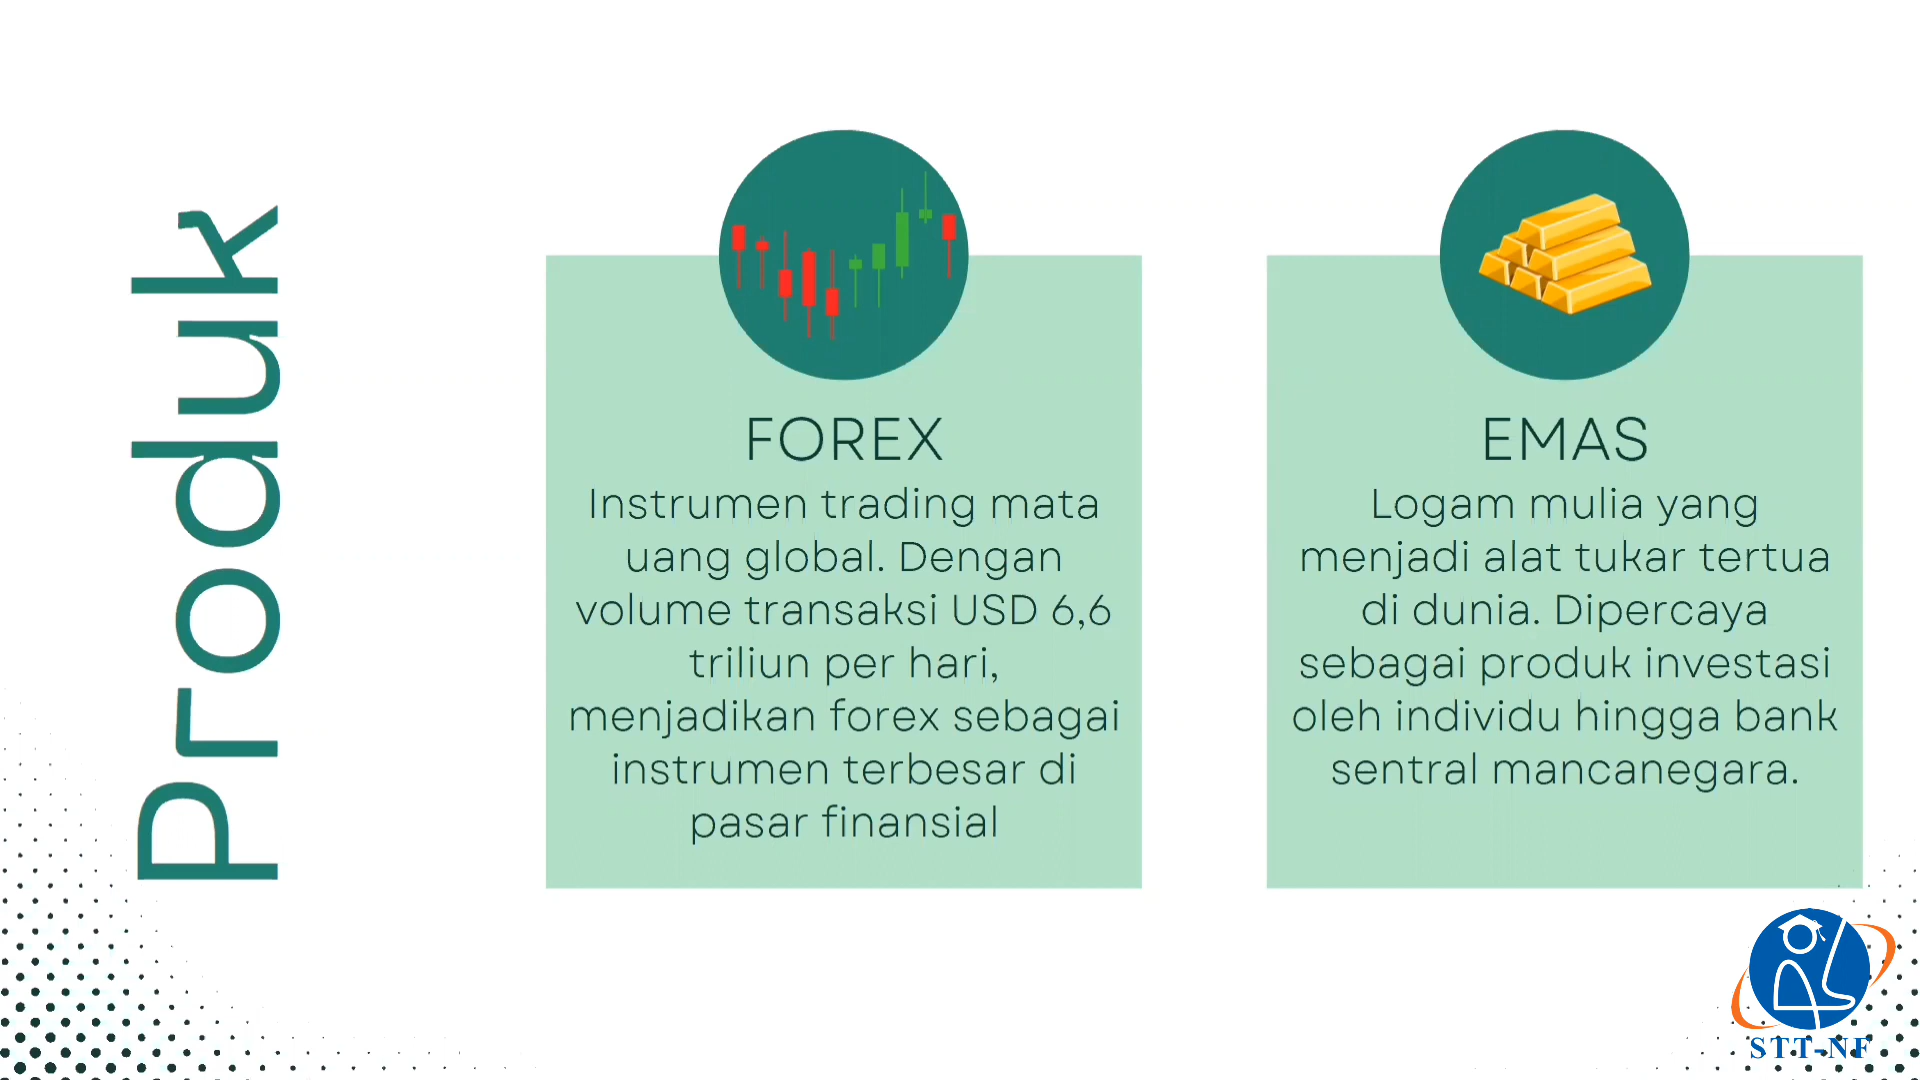 Produk
FOREX
Instrumen trading mata
uang global. Dengan
volume transaksi USD 6,6
triliun per hari,
menjadikan forex sebagai
instrumen terbesar di
pasar finansial
EMAS
Logam mulia yang
menjadi alat tukar tertua
di dunia. Dipercaya
sebagai produk investasi
oleh individu hingga bank
sentral mancanegara.
STT-NF